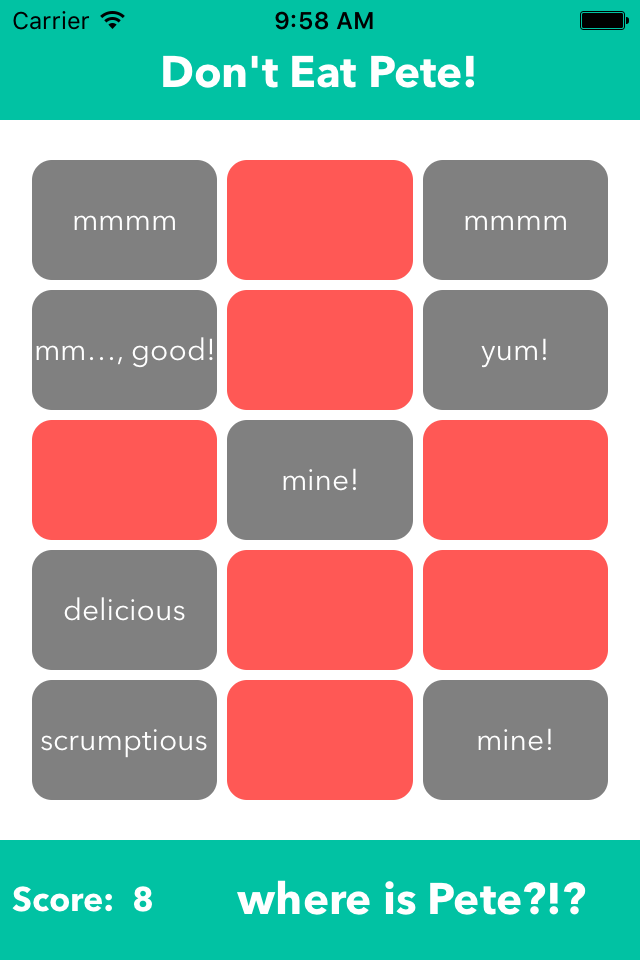 Carrier 9:58 AM
Don't Eat Pete!
mmmm mmmm
mm..., good! yum!
mine!
delicious
scrumptious mine!
Score: 8 where is Pete?!?